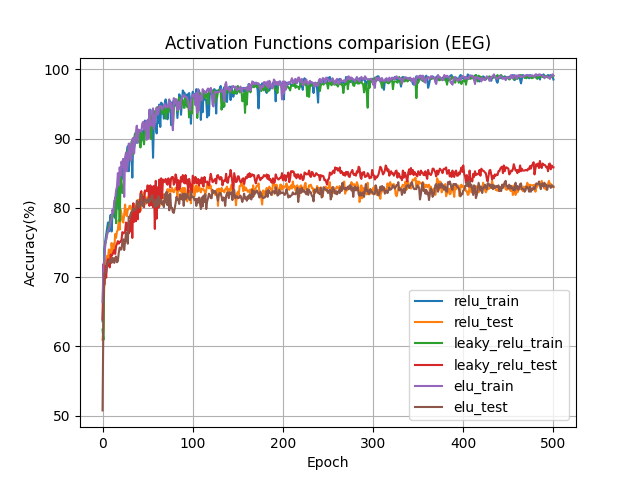 Activation Functions comparision (EEG)
100
90
80
70
60
50
Accuracy(%)
relu_train
relu_test
leaky_relu_train
leaky_relu_test
elu_train
elu_test
0 100 200 300 400 500
Epoch